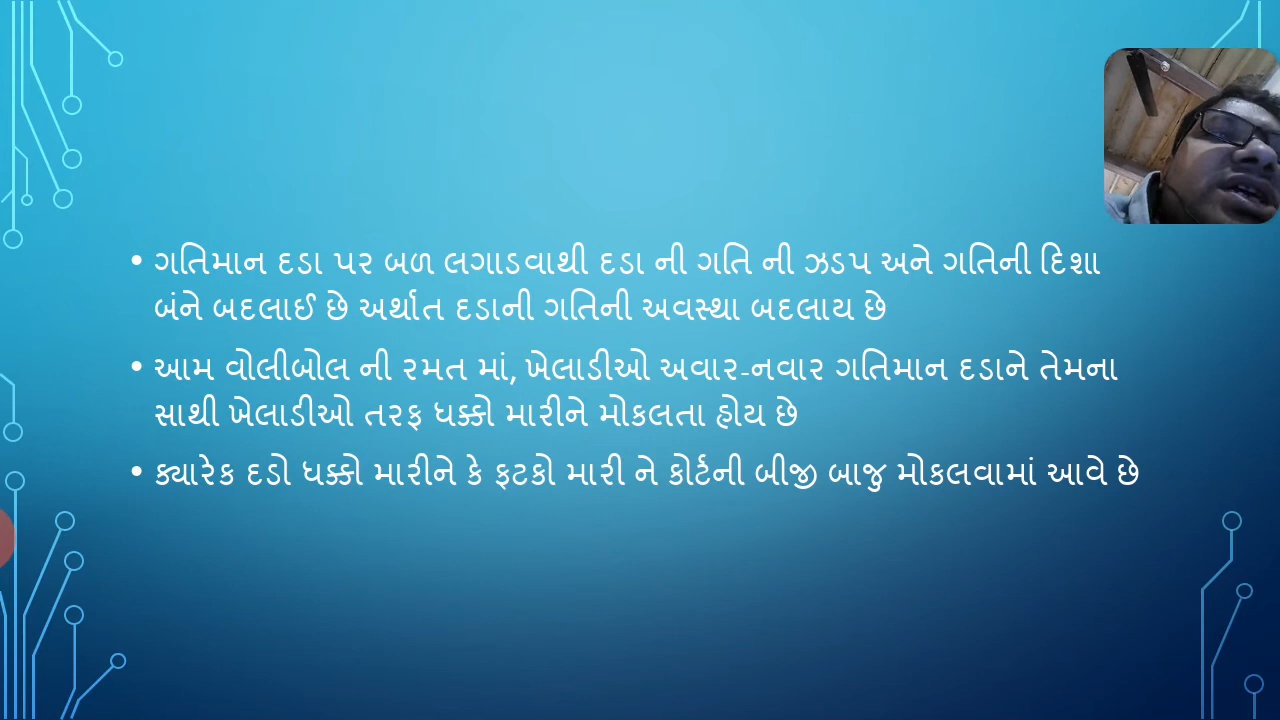 • ગતિમાન દડા પર બળ લગાડવાથી દડા ની ગતિ ની ઝડપ અને ગતિની દિશા
બંને બદલાઈ છે અર્થાત દડાની ગતિની અવસ્થા બદલાય છે
• આમ વોલીબોલ ની રમત માં, ખેલાડીઓ અવાર-નવાર ગતિમાન દડાને તેમના
સાથી ખેલાડીઓ તરફ ધક્કો મારીને મોકલતા હોય છે
• ક્યારેક દડો ધક્કો મારીને કે ફટકો મારી ને કોર્ટની બીજી બાજુ મોકલવામાં આવે છે